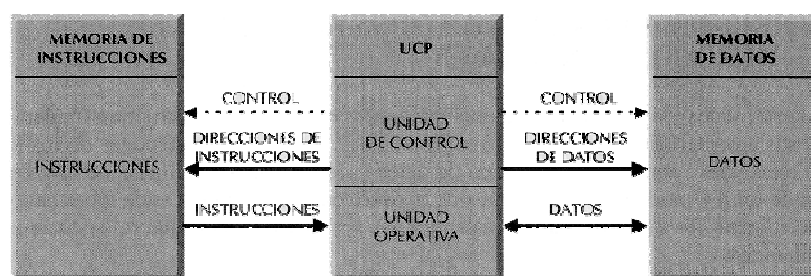 MEMORIA DE
INSTRUCCIONES
INSTRUCCIONES
CONTROL
DIRECCIONES DE
INSTRUCCIONES
INSTRUCCIONES
UCP
UNIDAD
DE CONTROL
UNIDAD
OPERATIVA
CONTROL
DIRECCIONES
DE DATOS
DATOS
MEMORIA
DE DATOS
DATOS